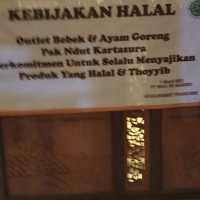 KEBIJAKAN HALAL
Outlet Bebek & Ayam Goreng
Pak Ndut Kartasura
Berkomitmen Untuk Selalu Menyajikan
Produk Yang Halal & Thoyyib